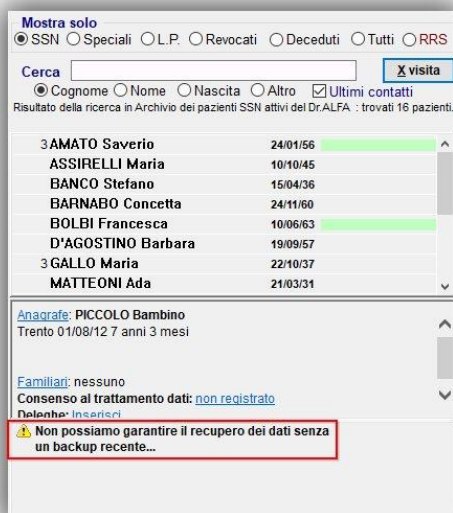 Mostra solo
SSN Speciali L.P. Revocati Deceduti Tutti RRS
Cerca X visita
Cognome Nome Nascita Altro Ultimi contatti
Risultato della ricerca in Archivio dei pazienti SSN attivi del Dr.ALFA : trovati 16 pazienti.
3 AMATO Saverio 24/01/56
ASSIRELLI Maria 10/10/45
BANCO Stefano 15/04/36
BARNABO Concetta 24/11/60
BOLBI Francesca 10/06/63
D'AGOSTINO Barbara 19/09/57
3 GALLO Maria 22/10/37
MATTEONI Ada 21/03/31
Anagrafe: PICCOLO Bambino
Trento 01/08/12 7 anni 3 mesi
Familiari: nessuno
Consenso al trattamento dati: non registrato
Deleghe: Inserisci
Non possiamo garantire il recupero dei dati senza
un backup recente...